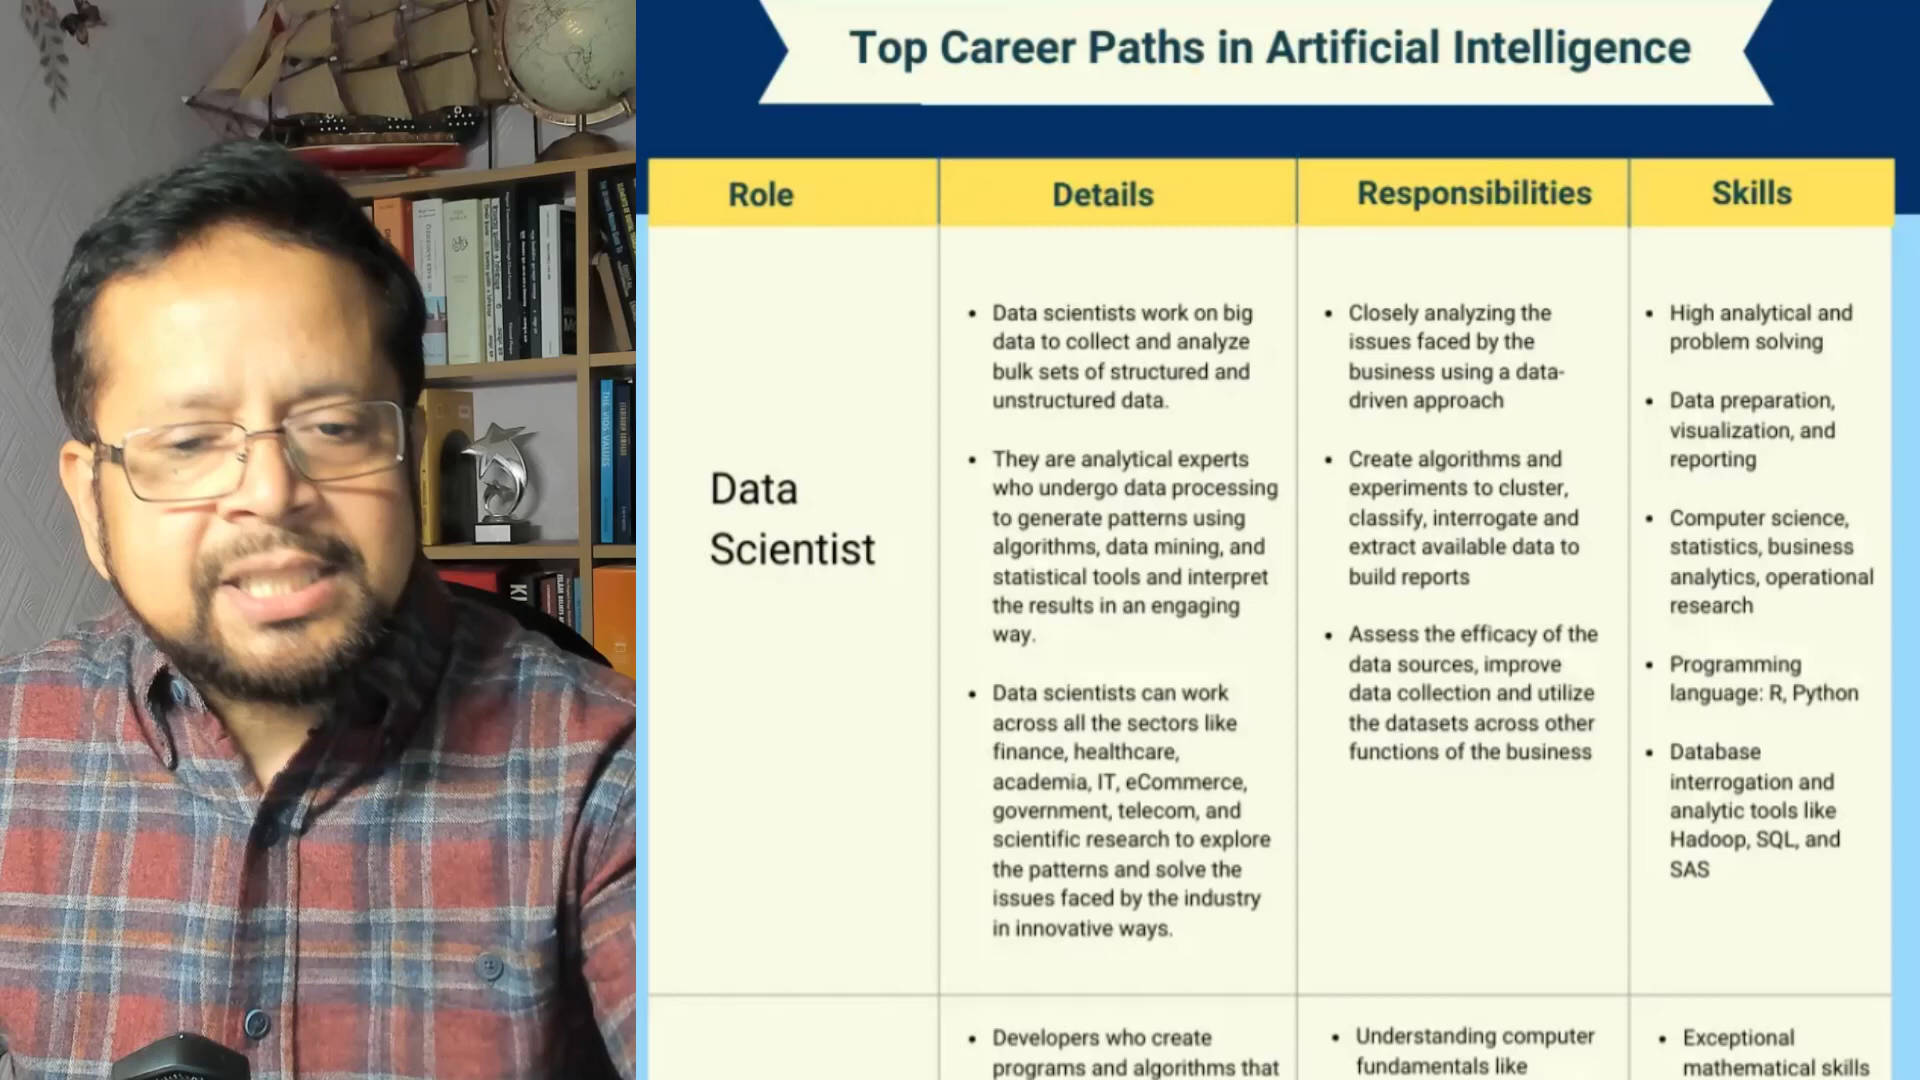 Top Career Paths in Artificial Intelligence
Role
Details
Responsibilities
Skills
Data
Scientist
• Data scientists work on big
data to collect and analyze
bulk sets of structured and
unstructured data.
• They are analytical experts
who undergo data processing
to generate patterns using
algorithms, data mining, and
statistical tools and interpret
the results in an engaging
way.
• Data scientists can work
across all the sectors like
finance, healthcare,
academia, IT, eCommerce,
government, telecom, and
scientific research to explore
the patterns and solve the
issues faced by the industry
in innovative ways.
• Closely analyzing the
issues faced by the
business using a data-
driven approach
• Create algorithms and
experiments to cluster,
classify, interrogate and
extract available data to
build reports
• Assess the efficacy of the
data sources, improve
data collection and utilize
the datasets across other
functions of the business
• High analytical and
problem solving
• Data preparation,
visualization, and
reporting
• Computer science,
statistics, business
analytics, operational
research
• Programming
language: R, Python
• Database
interrogation and
analytic tools like
Hadoop, SQL, and
SAS
• Developers who create
programs and algorithms that
• Understanding computer
fundamentals like
• Exceptional
mathematical skills